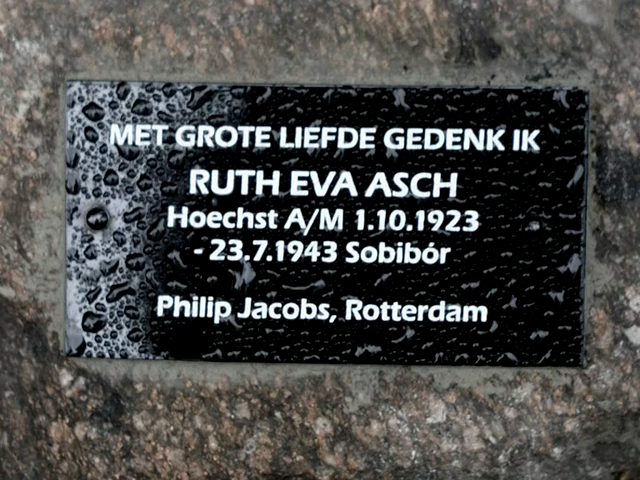 MET GROTE LIEFDE GEDENK IK
RUTH EVA ASCH
Hoechst A/M 1.10.1923
- 23.7.1943 Sobibór
Philip Jacobs, Rotterdam